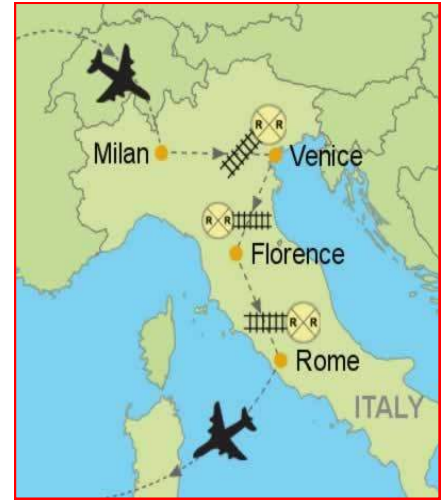 R R
Milan
Venice
R R
Florence
R R
Rome
ITALY